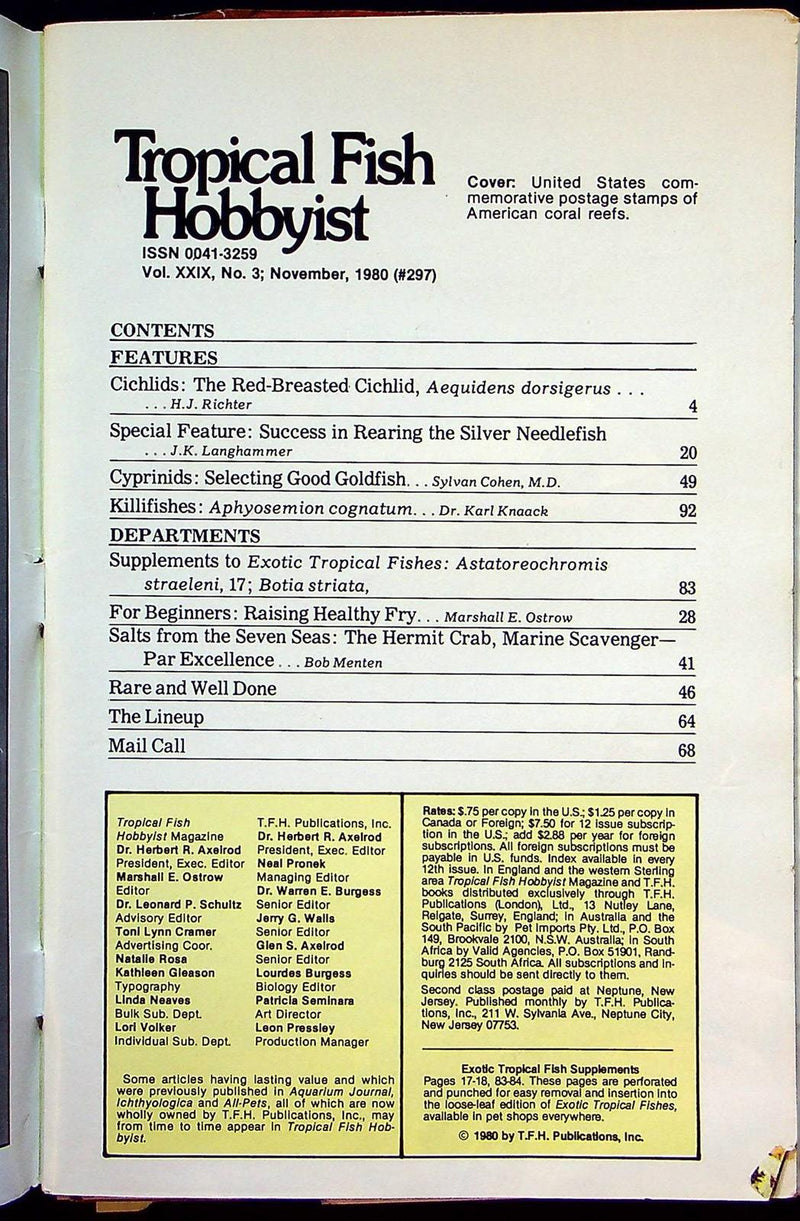 Tropical Fish
Hobbyist
ISSN 0041-3259
Vol. XXIX, No. 3; November, 1980 (#297)
Cover: United States com-
memorative postage stamps of
American coral reefs.
CONTENTS
FEATURES
Cichlids: The Red-Breasted Cichlid, Aequidens dorsigerus . . .
. . . H.J. Richter 4
Special Feature: Success in Rearing the Silver Needlefish
. . . J.K. Langhammer 20
Cyprinids: Selecting Good Goldfish. . . Sylvan Cohen, M.D. 49
Killifishes: Aphyosemion cognatum. . . Dr. Karl Knaack 92
DEPARTMENTS
Supplements to Exotic Tropical Fishes: Astatoreochromis
straeleni, 17; Botia striata, 83
For Beginners: Raising Healthy Fry. . . Marshall E. Ostrow 28
Salts from the Seven Seas: The Hermit Crab, Marine Scavenger—
Par Excellence . . . Bob Menten 41
Rare and Well Done 46
The Lineup 64
Mail Call 68
Tropical Fish
Hobbyist Magazine
Dr. Herbert R. Axelrod
President, Exec. Editor
Marshall E. Ostrow
Editor
Dr. Leonard P. Schultz
Advisory Editor
Toni Lynn Cramer
Advertising Coor.
Natalie Rosa
Kathleen Gleason
Typography
Linda Neaves
Bulk Sub. Dept.
Lori Volker
Individual Sub. Dept.
T.F.H. Publications, Inc.
Dr. Herbert R. Axelrod
President, Exec. Editor
Neal Pronek
Managing Editor
Dr. Warren E. Burgess
Senior Editor
Jerry G. Walls
Senior Editor
Glen S. Axelrod
Senior Editor
Lourdes Burgess
Biology Editor
Patricia Seminara
Art Director
Leon Pressley
Production Manager
Some articles having lasting value and which
were previously published in Aquarium Journal,
Ichthyologica and All-Pets, all of which are now
wholly owned by T.F.H. Publications, Inc., may
from time to time appear in Tropical Fish Hob-
byist.
Rates: $.75 per copy in the U.S.; $1.25 per copy in
Canada or Foreign; $7.50 for 12 issue subscrip-
tion in the U.S.; add $2.88 per year for foreign
subscriptions. All foreign subscriptions must be
payable in U.S. funds. Index available in every
12th issue. In England and the western Sterling
area Tropical Fish Hobbyist Magazine and T.F.H.
books distributed exclusively through T.F.H.
Publications (London), Ltd., 13 Nutley Lane,
Reigate, Surrey, England; in Australia and the
South Pacific by Pet Imports Pty. Ltd., P.O. Box
149, Brookvale 2100, N.S.W. Australia; in South
Africa by Valid Agencies, P.O. Box 51901, Rand-
burg 2125 South Africa. All subscriptions and in-
quiries should be sent directly to them.
Second class postage paid at Neptune, New
Jersey. Published monthly by T.F.H. Publica-
tions, Inc., 211 W. Sylvania Ave., Neptune City,
New Jersey 07753.
Exotic Tropical Fish Supplements
Pages 17-18, 83-84. These pages are perforated
and punched for easy removal and insertion into
the loose-leaf edition of Exotic Tropical Fishes,
available in pet shops everywhere.
© 1980 by T.F.H. Publications, Inc.